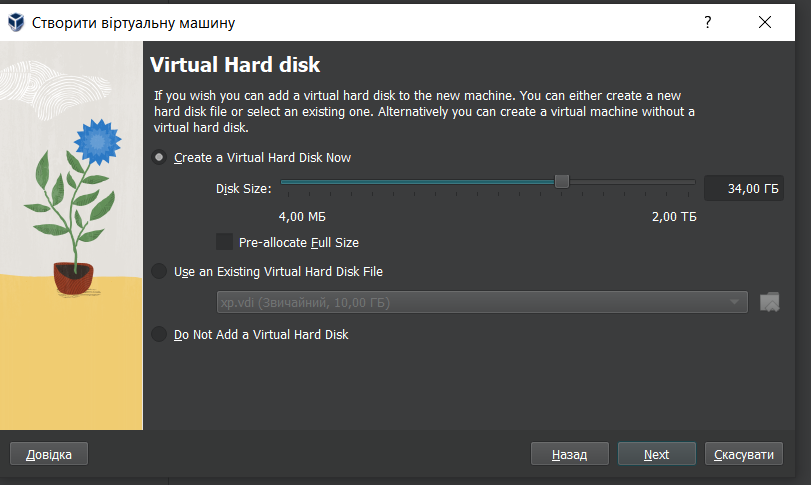 Створити віртуальну машину
?
Virtual Hard disk
If you wish you can add a virtual hard disk to the new machine. You can either create a new
hard disk file or select an existing one. Alternatively you can create a virtual machine without a
virtual hard disk.
Create a Virtual Hard Disk Now
Disk Size:
34,00 ГБ
4,00 МБ
2,00 ТБ
Pre-allocate Full Size
Use an Existing Virtual Hard Disk File
xp.vdi (Звичайний, 10,00 ГБ)
Do Not Add a Virtual Hard Disk
Довідка
Назад
Next
Скасувати